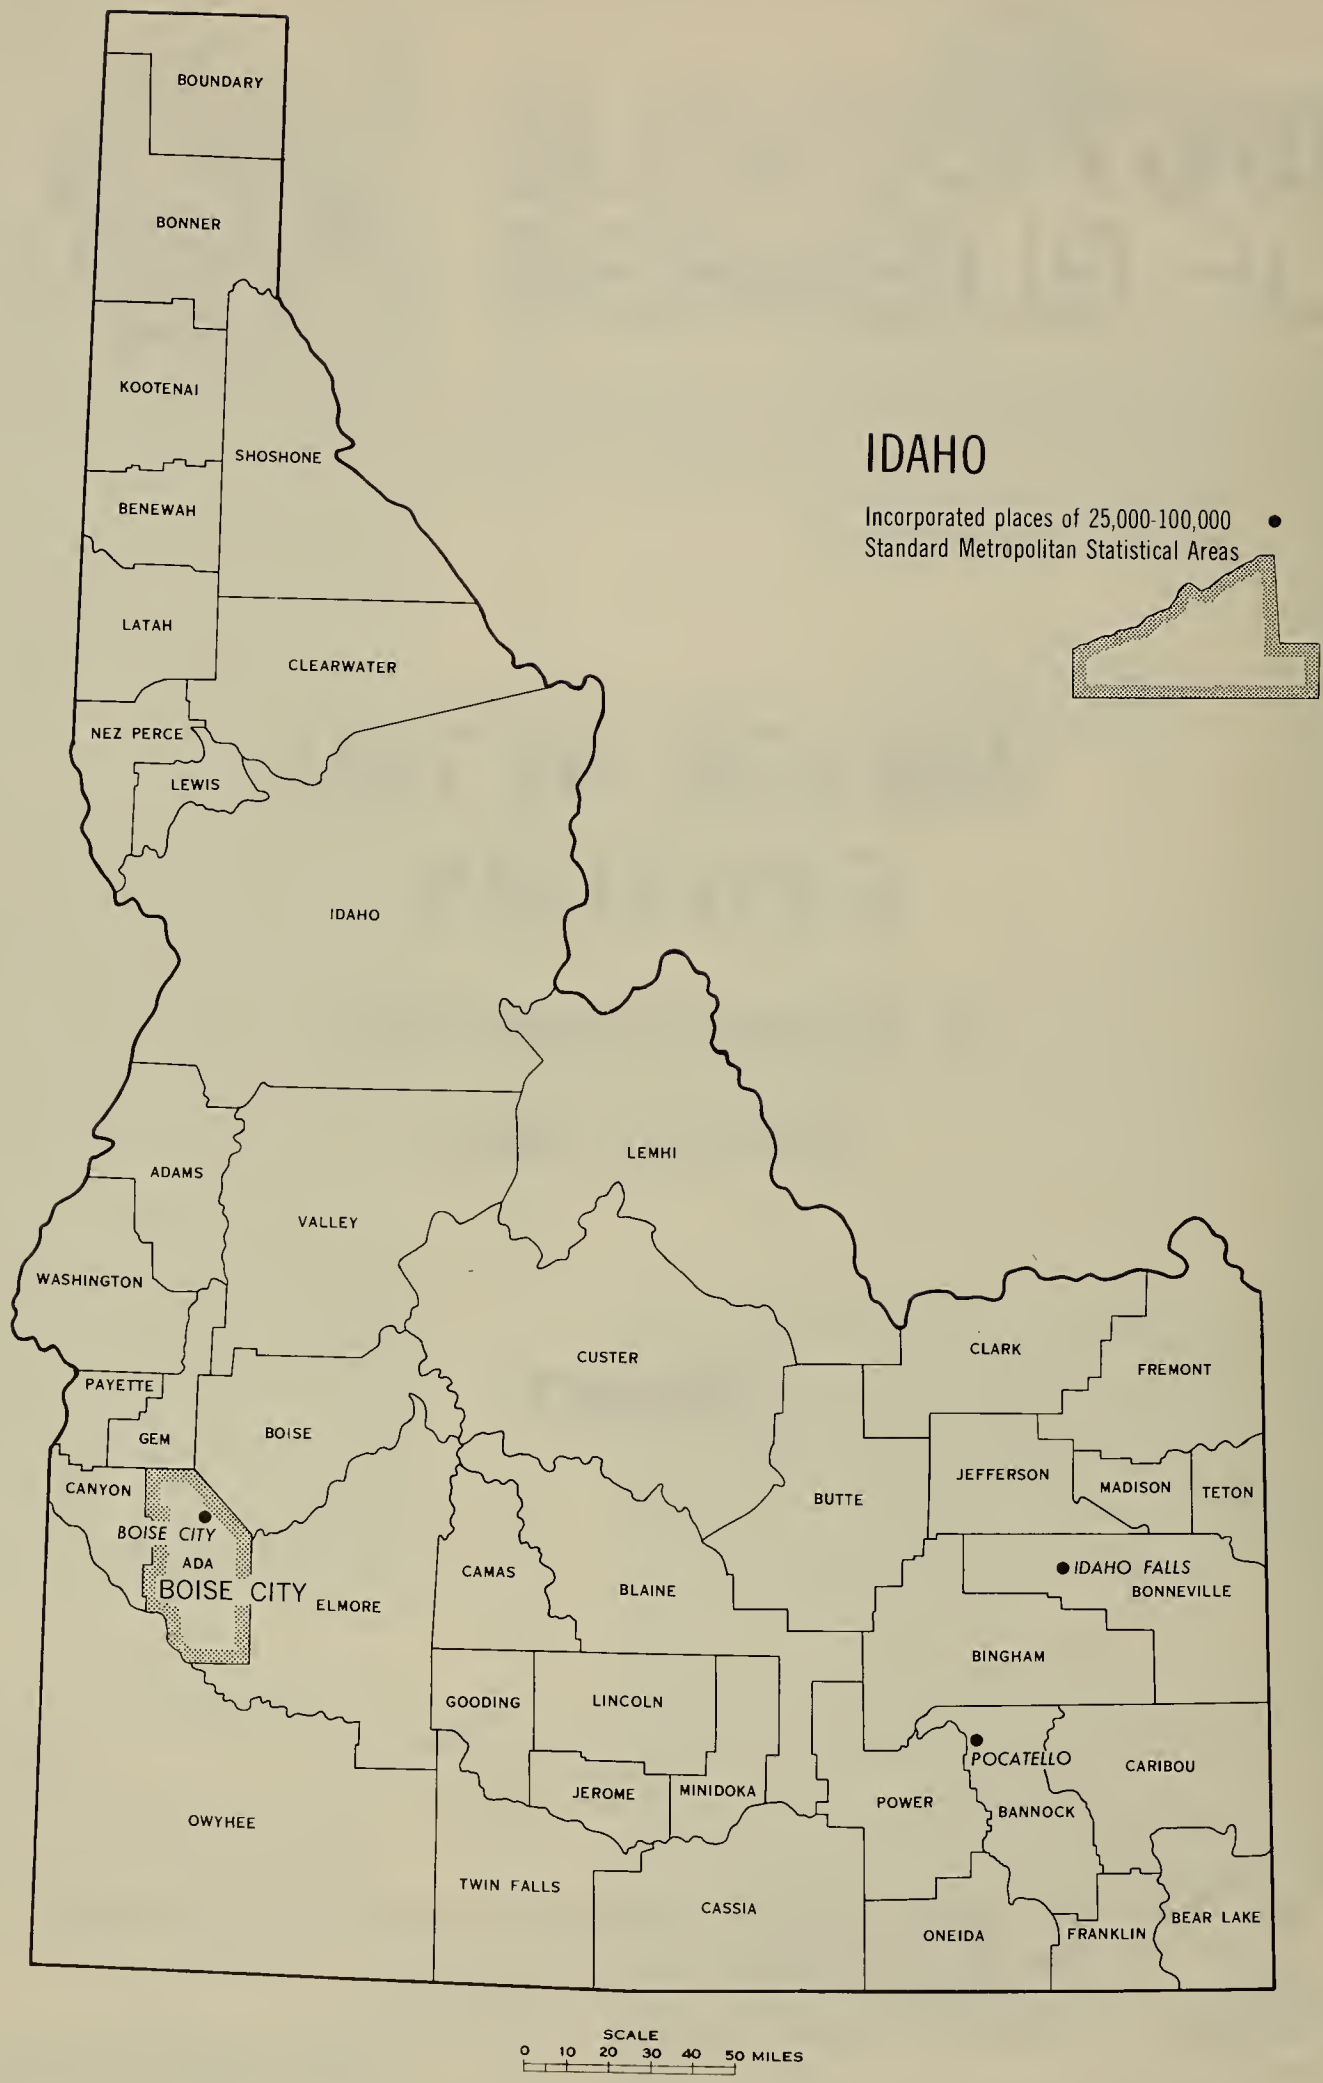 BOUNDARY
BONNER
KOOTENAI
SHOSHONE
IDAHO
Incorporated places of 25,000-100,000
Standard Metropolitan Statistical Areas
BENEWAH
LATAH
CLEARWATER
NEZ PERCE
LEWIS
IDAHO
LEMHI
ADAMS
VALLEY
WASHINGTON
CUSTER
CLARK
FREMONT
PAYETTE
GEM
BOISE
JEFFERSON
MADISON
TETON
CANYON
BUTTE
BOISE CITY
ADA
BOISE CITY
ELMORE
CAMAS
BLAINE
IDAHO FALLS
BONNEVILLE
BINGHAM
GOODING
LINCOLN
POCATELLO
CARIBOU
JEROME
MINIDOKA
POWER
BANNOCK
OWYHEE
TWIN FALLS
CASSIA
ONEIDA
FRANKLIN
BEAR LAKE
SCALE
0 10 20 30 40 50 MILES